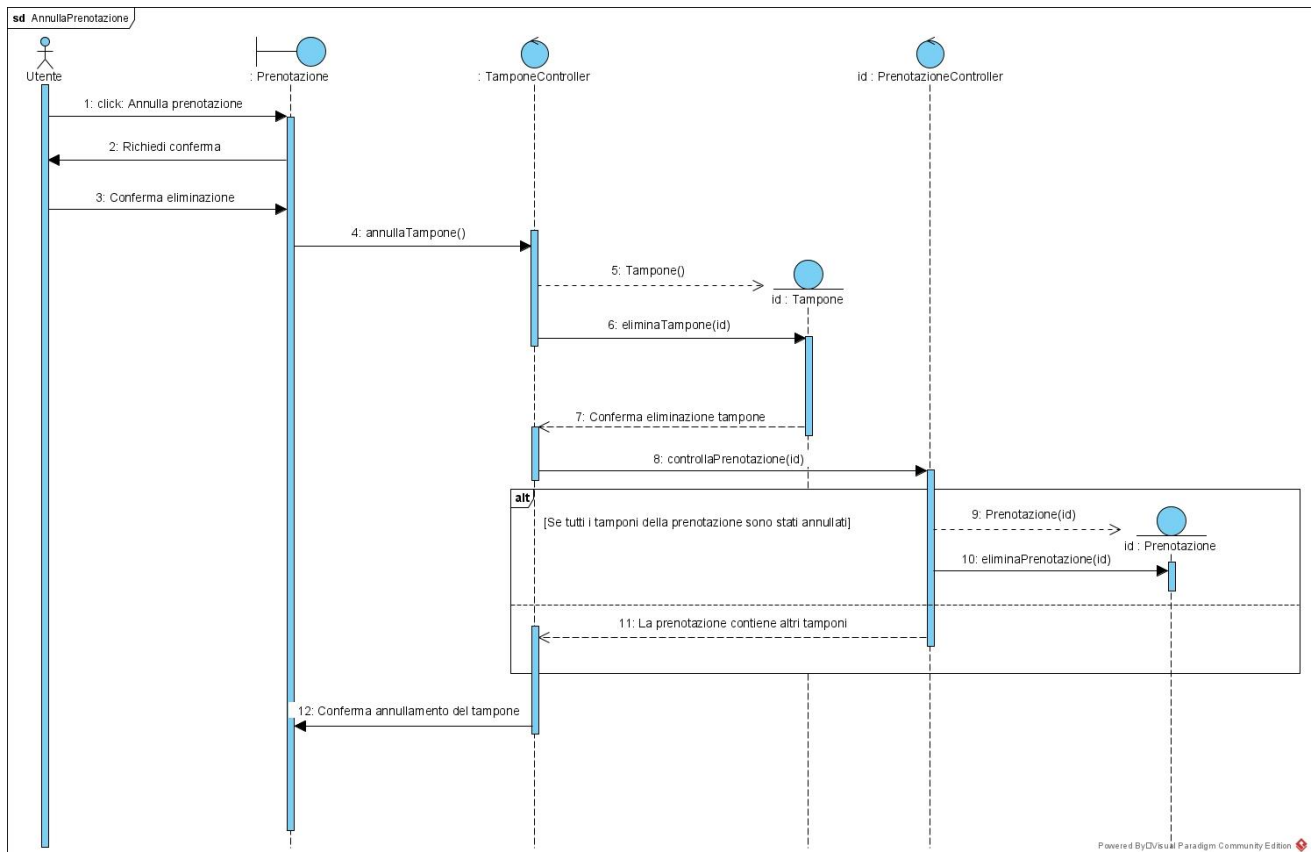 sd AnnullaPrenotazione
Utente
: Prenotazione
: TamponeController
id : PrenotazioneController
1: click: Annulla prenotazione
2: Richiedi conferma
3: Conferma eliminazione
4: annullaTampone()
5: Tampone()
id : Tampone
6: eliminaTampone(id)
7: Conferma eliminazione tampone
8: controllaPrenotazione(id)
alt
[Se tutti i tamponi della prenotazione sono stati annullati]
9: Prenotazione(id)
id : Prenotazione
10: eliminaPrenotazione(id)
11: La prenotazione contiene altri tamponi
12: Conferma annullamento del tampone
Powered By Visual Paradigm Community Edition